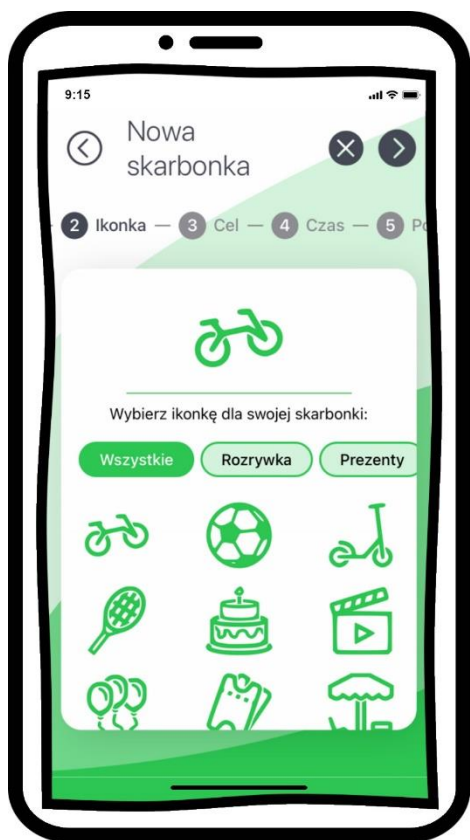 9:15
Nowa
skarbonka
2 Ikonka — 3 Cel — 4 Czas — 5
Wybierz ikonkę dla swojej skarbonki:
Wszystkie Rozrywka Prezenty